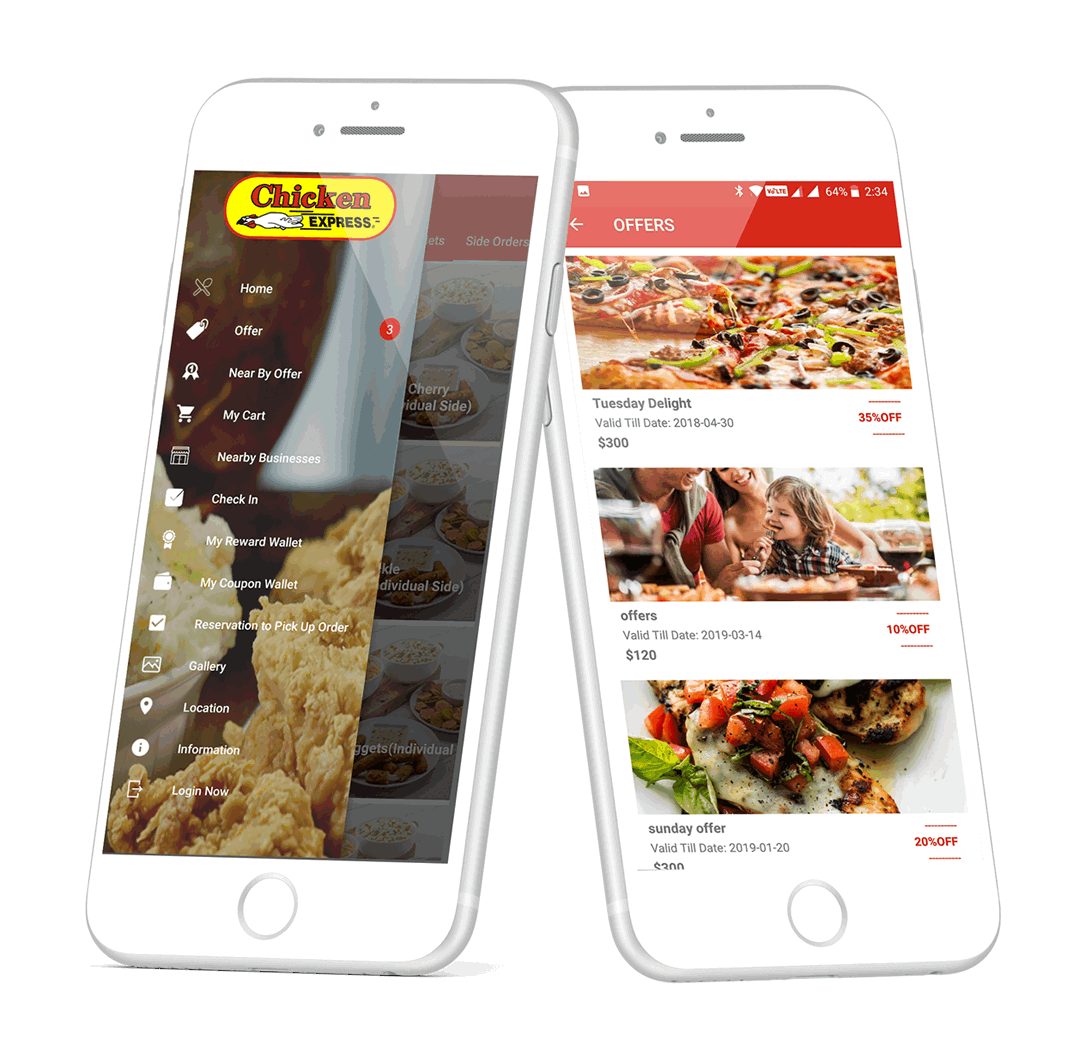 Chicken
EXPRESS
Home
Offer
3
Near By Offer
My Cart
Nearby Businesses
Check In
My Reward Wallet
My Coupon Wallet
Reservation to Pick Up Order
Gallery
Location
Information
Login Now
Side Orders
Cherry
vidual Side)
dividual Side)
ggets(Individual
VoLTE
64%
2:34
OFFERS
Tuesday Delight
Valid Till Date: 2018-04-30
$300
35%OFF
offers
Valid Till Date: 2019-03-14
$120
10%OFF
sunday offer
Valid Till Date: 2019-01-20
$300
20%OFF